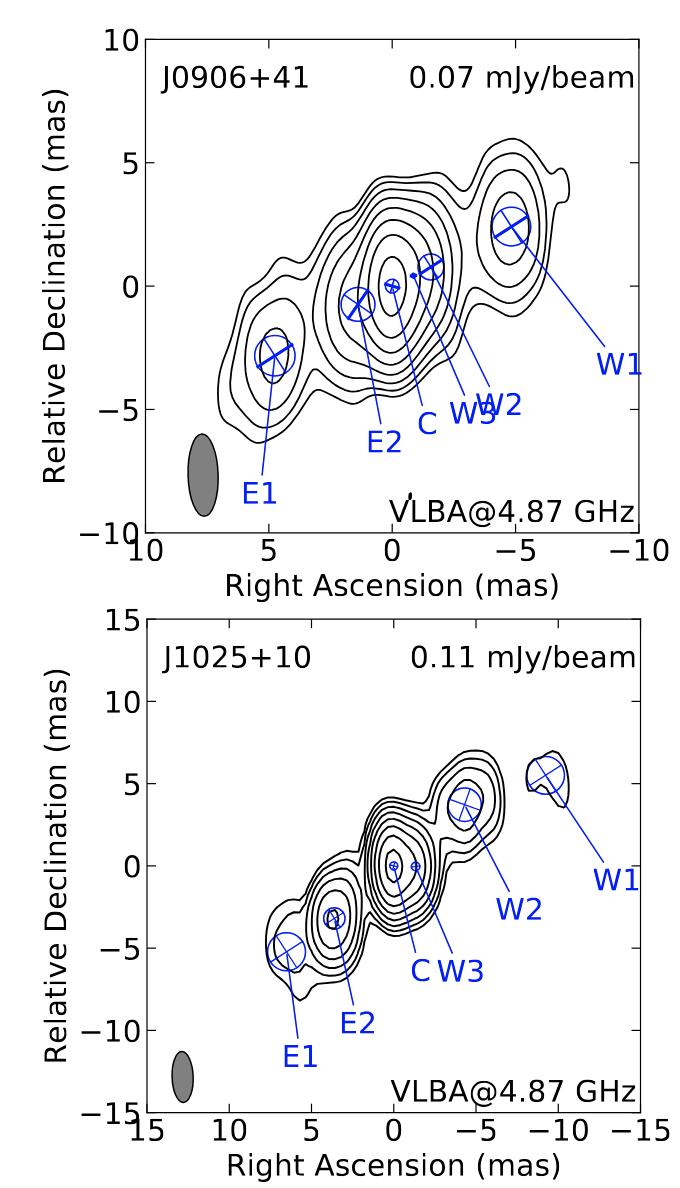 10
J0906+41 0.07 mJy/beam
5
Relative Declination (mas)
0
W1
−5
W3 W2
C
E2
E1
VLBA@4.87 GHz
−10
10 5 0 −5 −10
Right Ascension (mas)
15
J1025+10 0.11 mJy/beam
10
5
Relative Declination (mas)
0
W1
W2
−5
C W3
−10
E2
E1
VLBA@4.87 GHz
−15
15 10 5 0 −5 −10 −15
Right Ascension (mas)